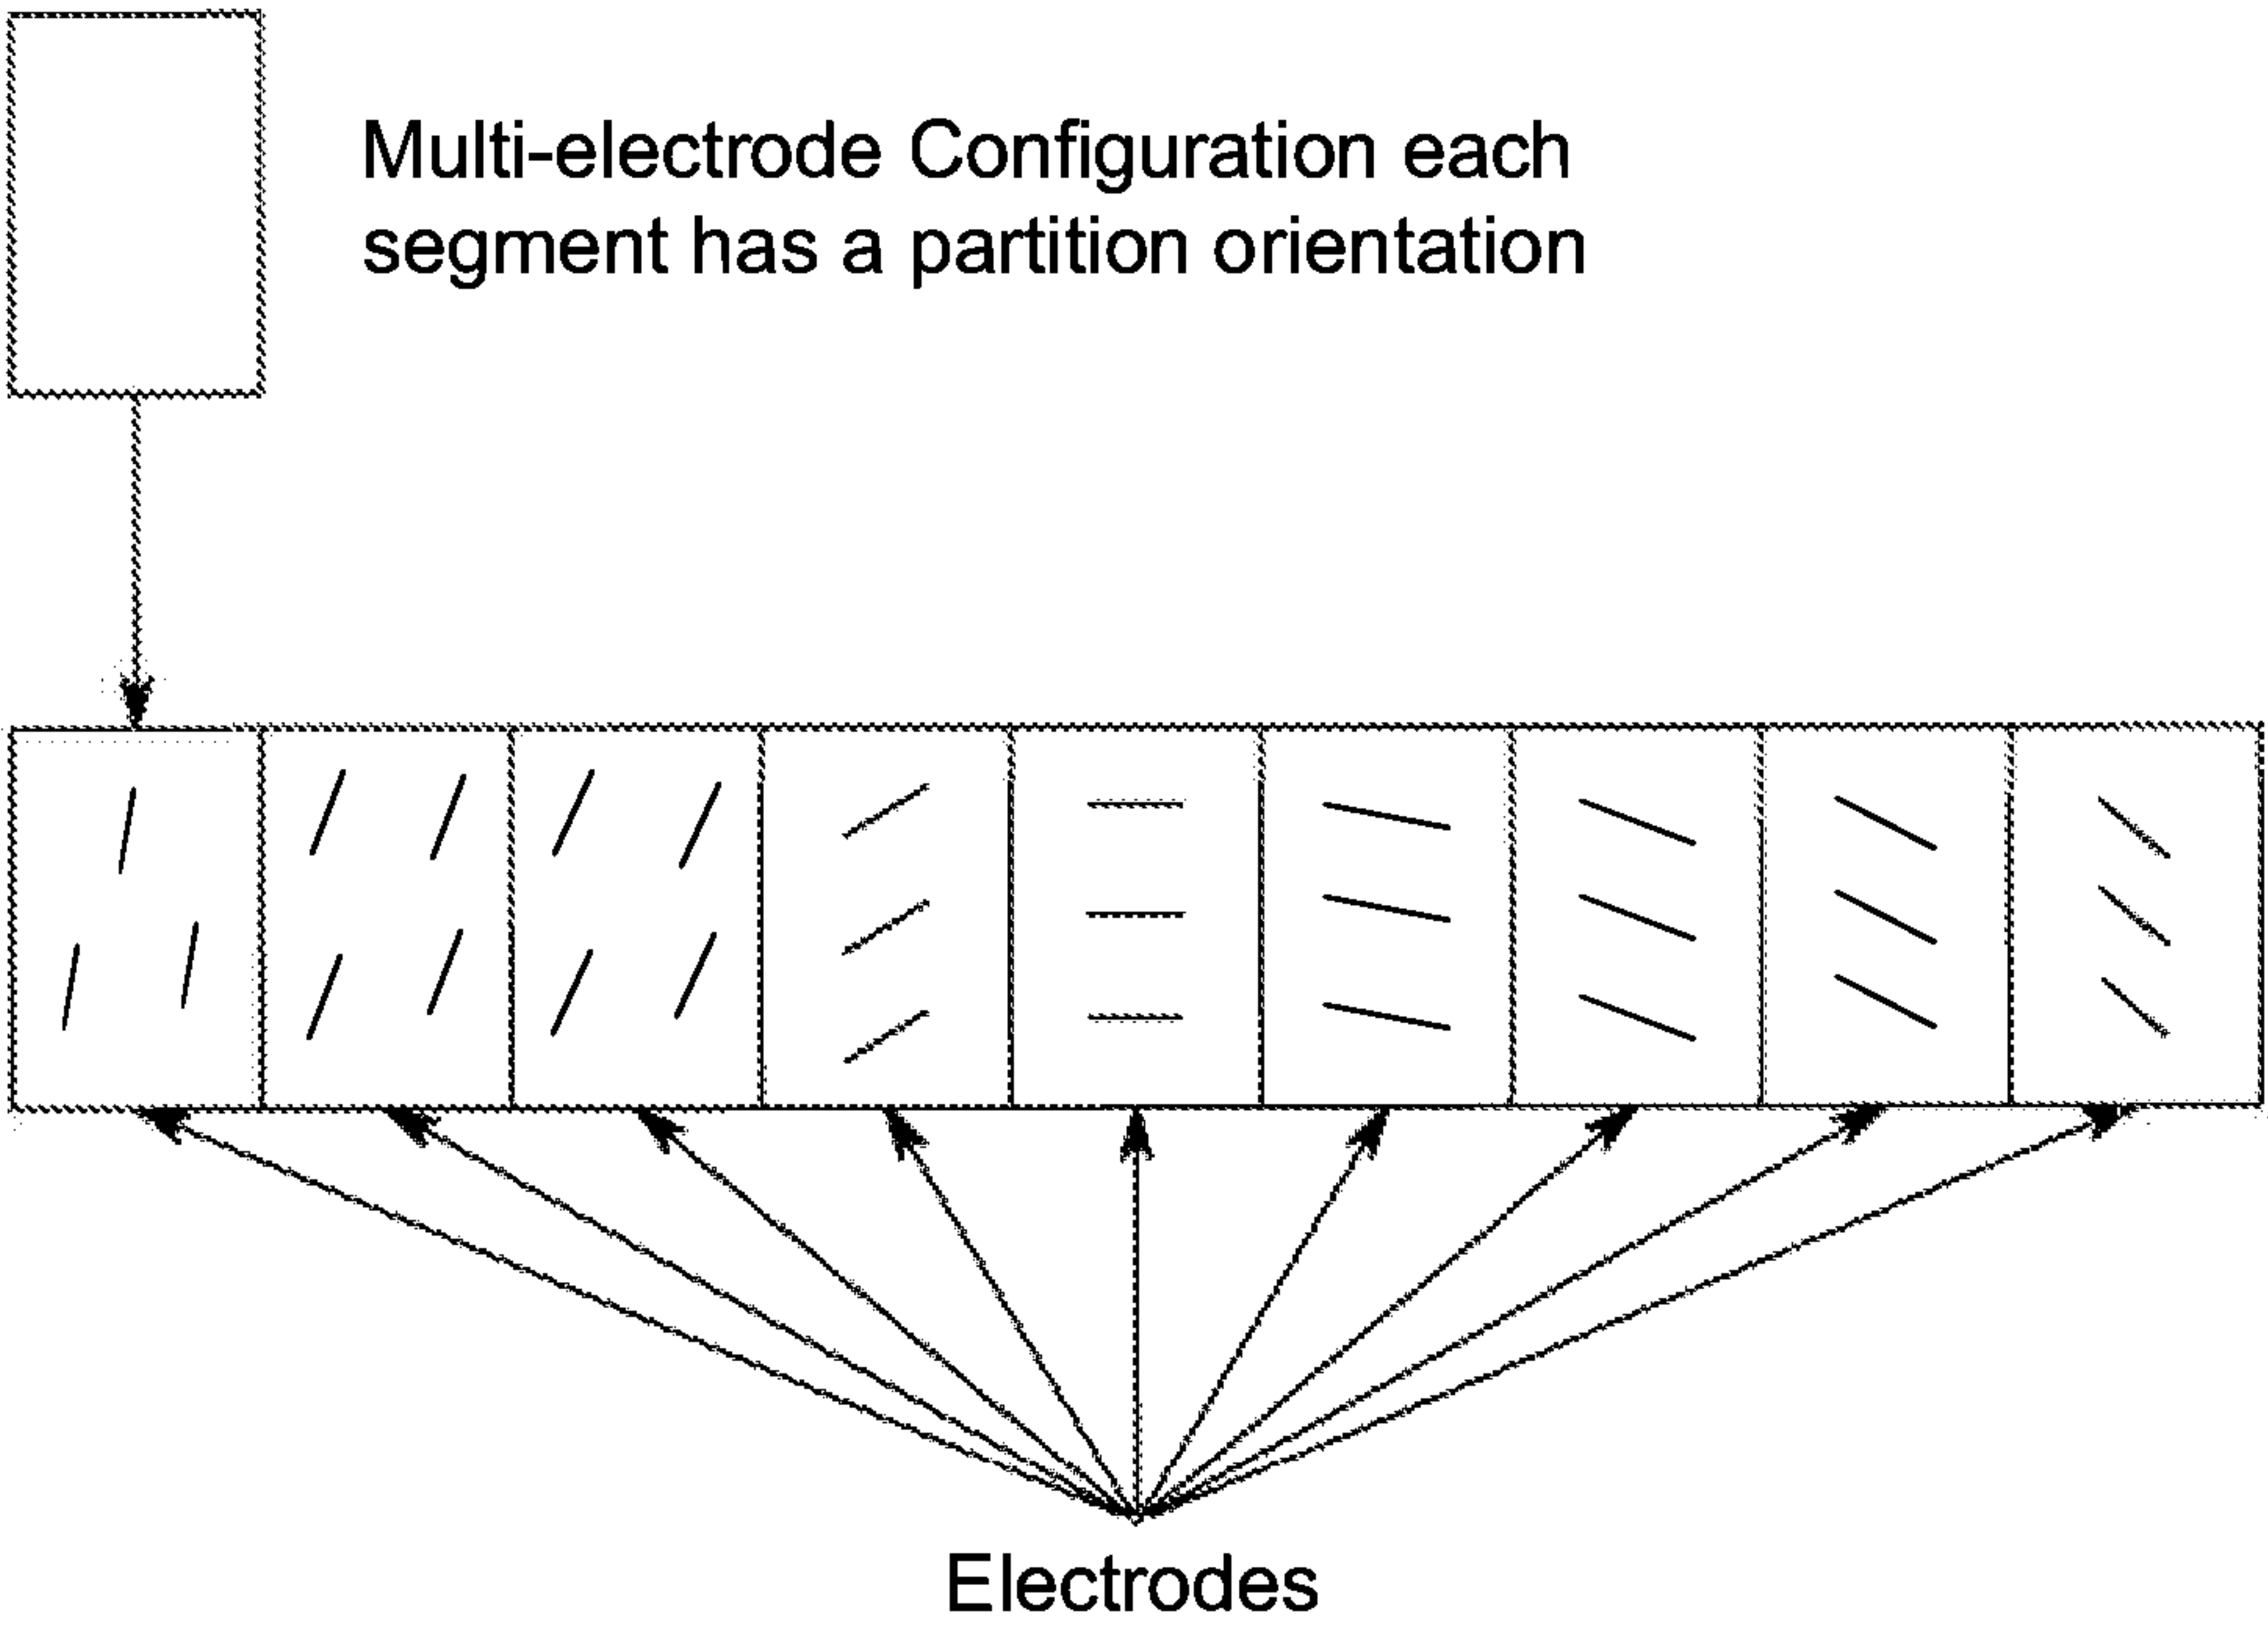 Multi-electrode Configuration each
segment has a partition orientation
Electrodes